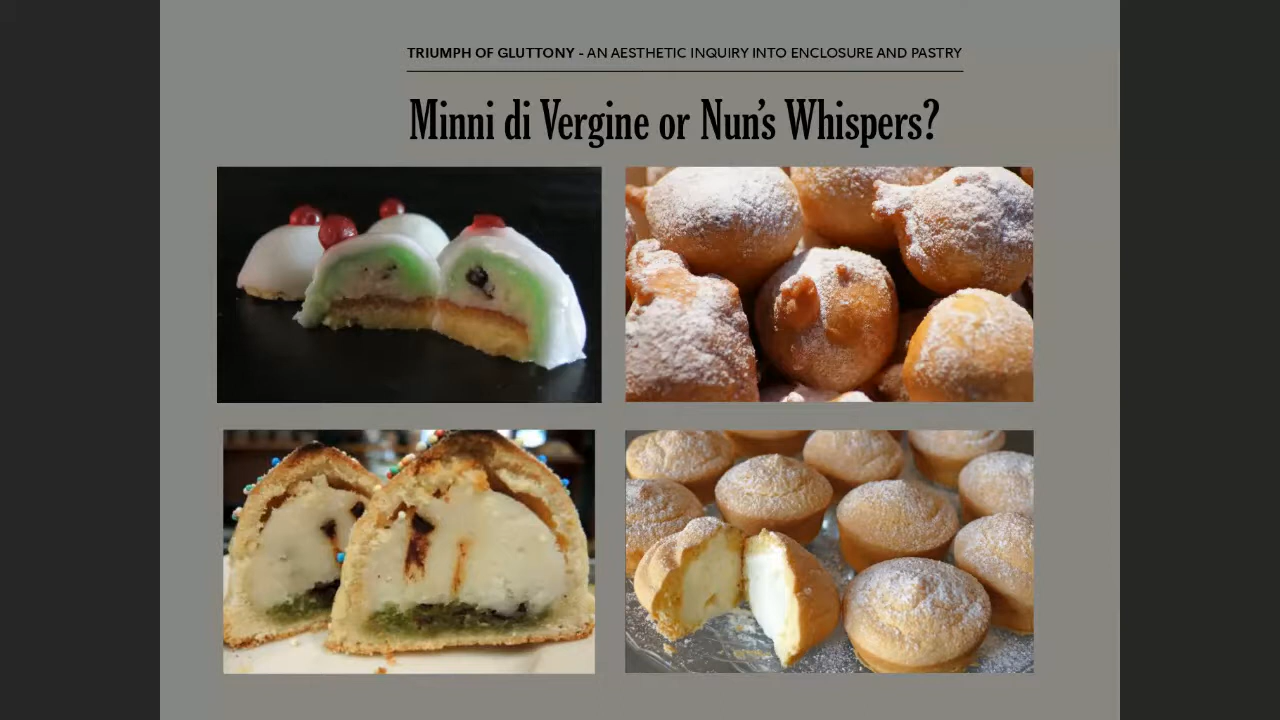 TRIUMPH OF GLUTTONY - AN AESTHETIC INQUIRY INTO ENCLOSURE AND PASTRY
Minni di Vergine or Nun's Whispers?